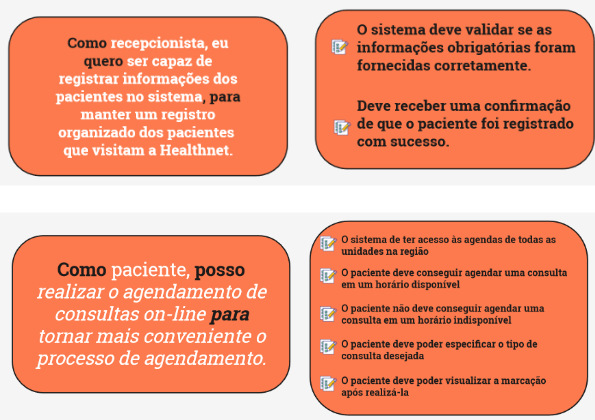 Como recepcionista, eu
quero ser capaz de
registrar informações dos
pacientes no sistema, para
manter um registro
organizado dos pacientes
que visitam a Healthnet.
O sistema deve validar se as
informações obrigatórias foram
fornecidas corretamente.
Deve receber uma confirmação
de que o paciente foi registrado
com sucesso.
Como paciente, posso
realizar o agendamento de
consultas on-line para
tornar mais conveniente o
processo de agendamento.
O sistema de ter acesso às agendas de todas as
unidades na região
O paciente deve conseguir agendar uma consulta
em um horário disponível
O paciente não deve conseguir agendar uma
consulta em um horário indisponível
O paciente deve poder especificar o tipo de
consulta desejada
O paciente deve poder visualizar a marcação
após realizá-la